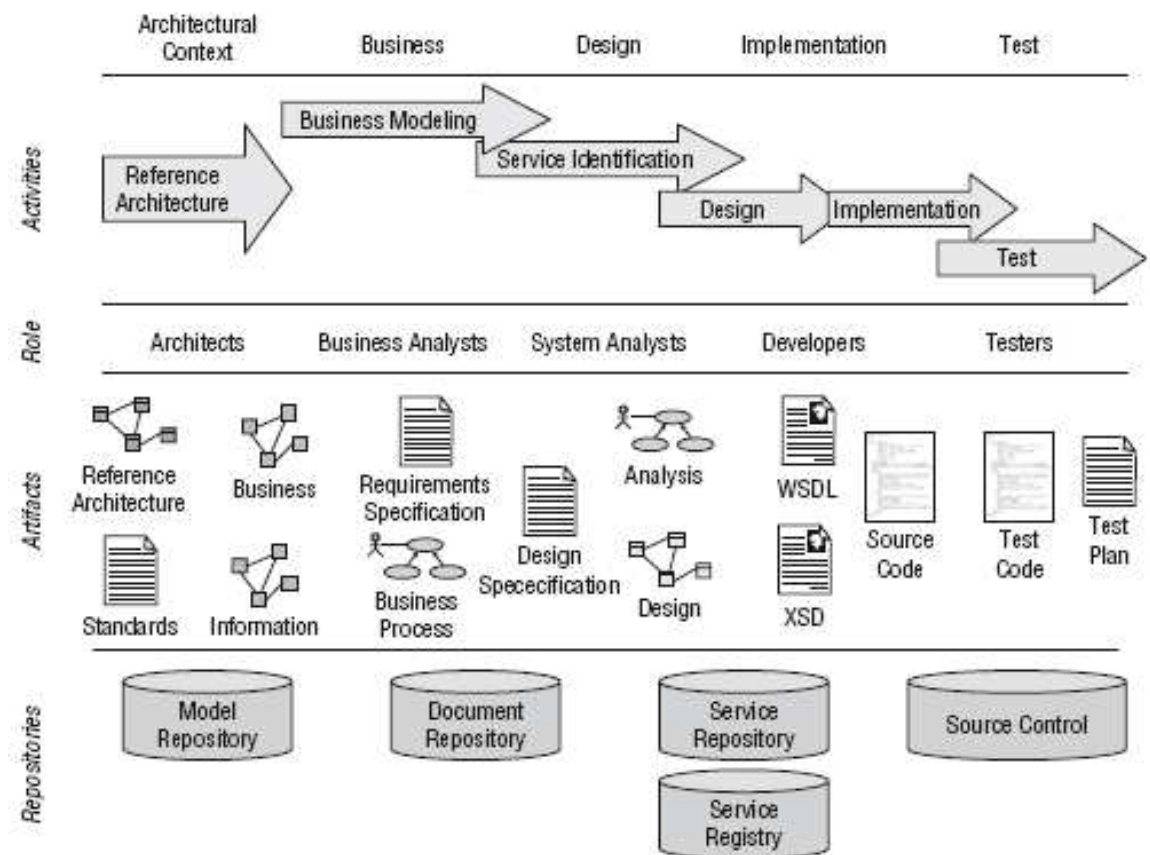 Architectural
Context
Business
Design
Implementation
Test
Activities
Business Modeling
Service Identification
Reference
Architecture
Design
Implementation
Test
Role
Architects
Business Analysts
System Analysts
Developers
Testers
Artifacts
Reference
Architecture
Business
Requirements
Specification
Analysis
WSDL
Source
Code
Test
Code
Test
Plan
Standards
Information
Business
Process
Design
Spececification
Design
XSD
Repositories
Model
Repository
Document
Repository
Service
Repository
Source Control
Service
Registry